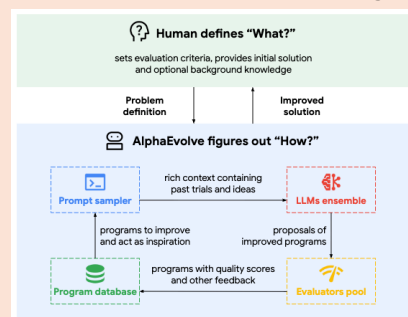 Human defines “What?”
sets evaluation criteria, provides initial solution
and optional background knowledge
Problem
definition
Improved
solution
AlphaEvolve figures out “How?”
Prompt sampler
rich context containing
past trials and ideas
LLMs ensemble
programs to improve
and act as inspiration
proposals of
improved programs
Program database
programs with quality scores
and other feedback
Evaluators pool